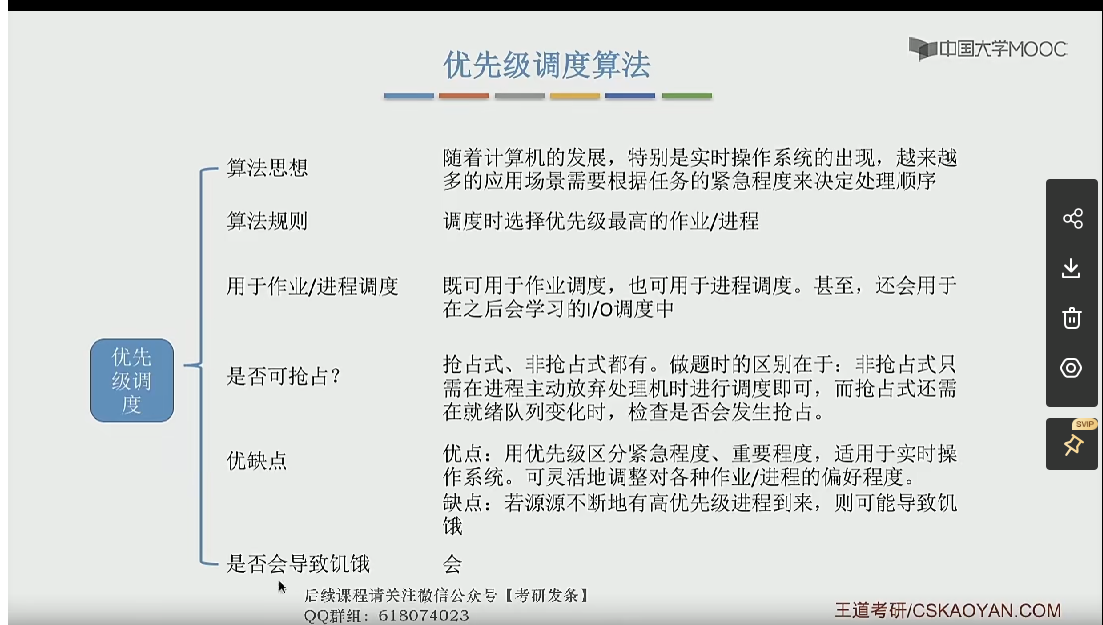 中国大学MOOC
优先级调度算法
算法思想
随着计算机的发展，特别是实时操作系统的出现，越来越
多的应用场景需要根据任务的紧急程度来决定处理顺序
算法规则
调度时选择优先级最高的作业/进程
用于作业/进程调度
既可用于作业调度，也可用于进程调度。甚至，还会用于
在之后会学习的I/O调度中
优先
级调
度
是否可抢占？
抢占式、非抢占式都有。做题时的区别在于：非抢占式只
需在进程主动放弃处理机时进行调度即可，而抢占式还需
在就绪队列变化时，检查是否会发生抢占。
优缺点
优点：用优先级区分紧急程度、重要程度，适用于实时操
作系统。可灵活地调整对各种作业/进程的偏好程度。
缺点：若源源不断地有高优先级进程到来，则可能导致饥
饿
是否会导致饥饿
会
后续课程请关注微信公众号【考研发条】
QQ群组：618074023
王道考研/CSKAOYAN.COM
SVIP